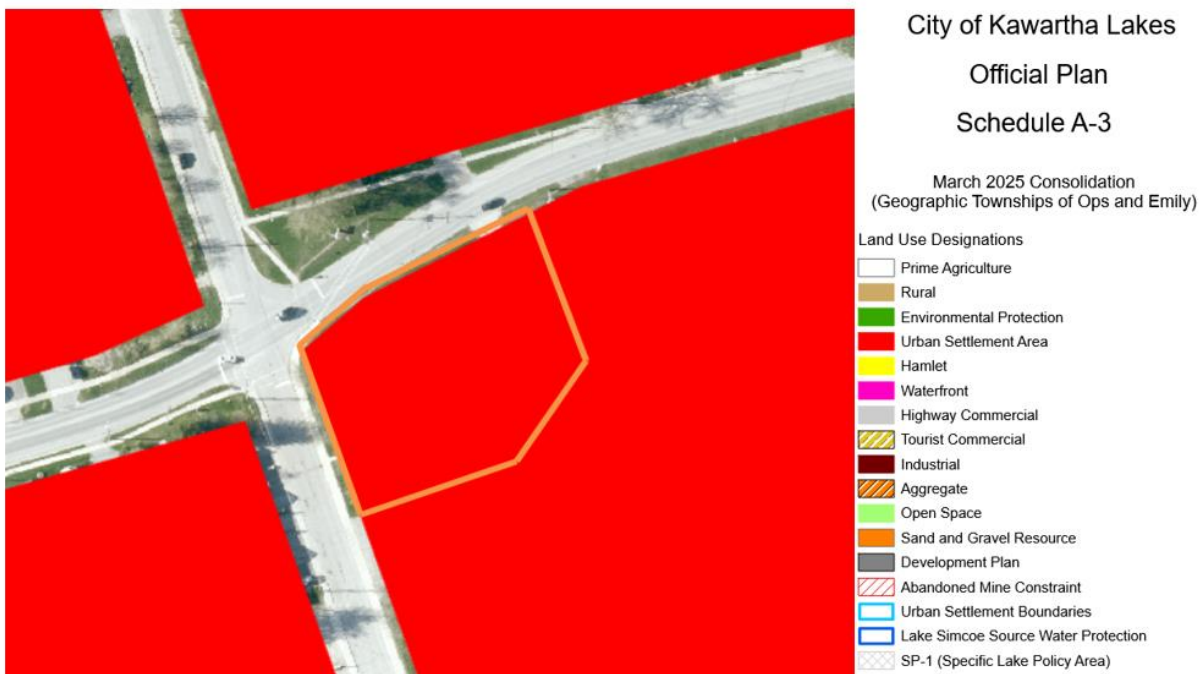 City of Kawartha Lakes
Official Plan
Schedule A-3
March 2025 Consolidation
(Geographic Townships of Ops and Emily)
Land Use Designations
Prime Agriculture
Rural
Environmental Protection
Urban Settlement Area
Hamlet
Waterfront
Highway Commercial
Tourist Commercial
Industrial
Aggregate
Open Space
Sand and Gravel Resource
Development Plan
Abandoned Mine Constraint
Urban Settlement Boundaries
Lake Simcoe Source Water Protection
SP-1 (Specific Lake Policy Area)